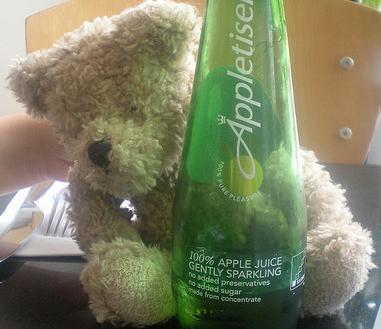 Appletiser
100% PURE PLEASURE
100% APPLE JUICE
GENTLY SPARKLING
no added preservatives
no added sugar
made from concentrate